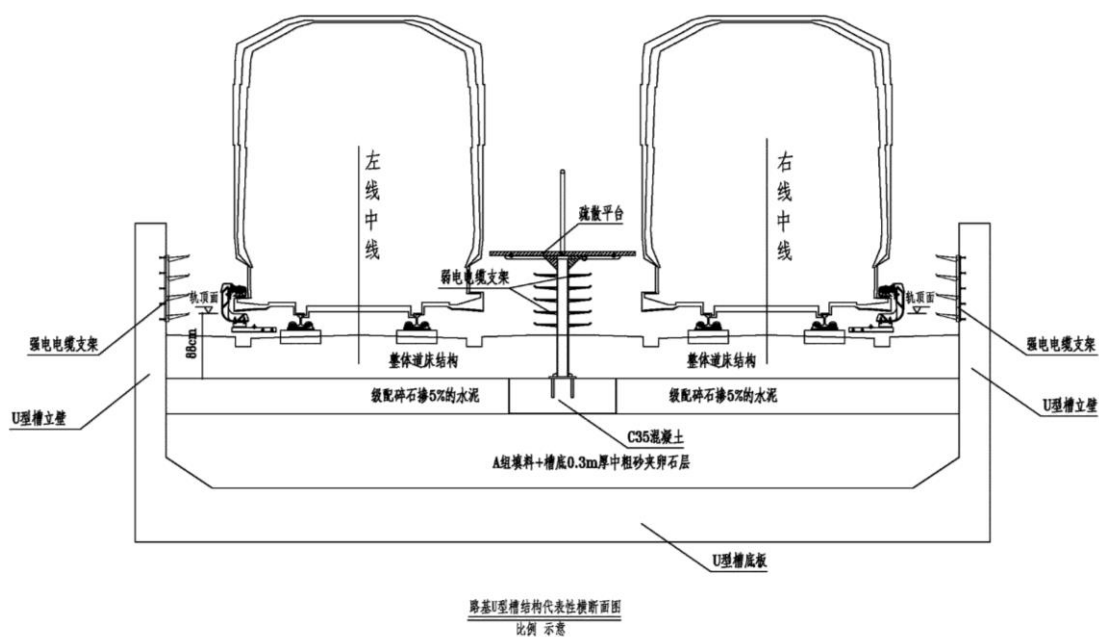 左线中线
右线中线
疏散平台
弱电电缆支架
轨顶面
轨顶面
强电电缆支架
强电电缆支架
88cm
整体道床结构
整体道床结构
级配碎石掺5%的水泥
级配碎石掺5%的水泥
U型槽立壁
U型槽立壁
C35混凝土
A组填料+槽底0.3m厚中粗砂夹卵石层
U型槽底板
路基U型槽结构代表性横断面图
比例 示意